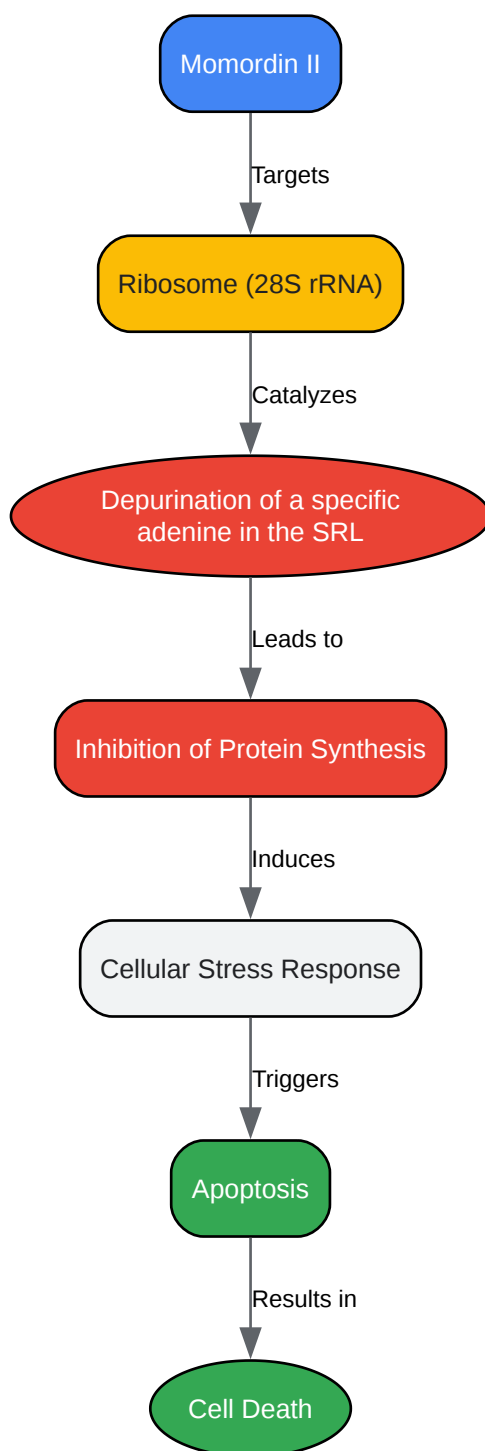 Momordin II
Targets
Ribosome (28S rRNA)
Catalyzes
Depurination of a specific
adenine in the SRL
Leads to
Inhibition of Protein Synthesis
Induces
Cellular Stress Response
Triggers
Apoptosis
Results in
Cell Death